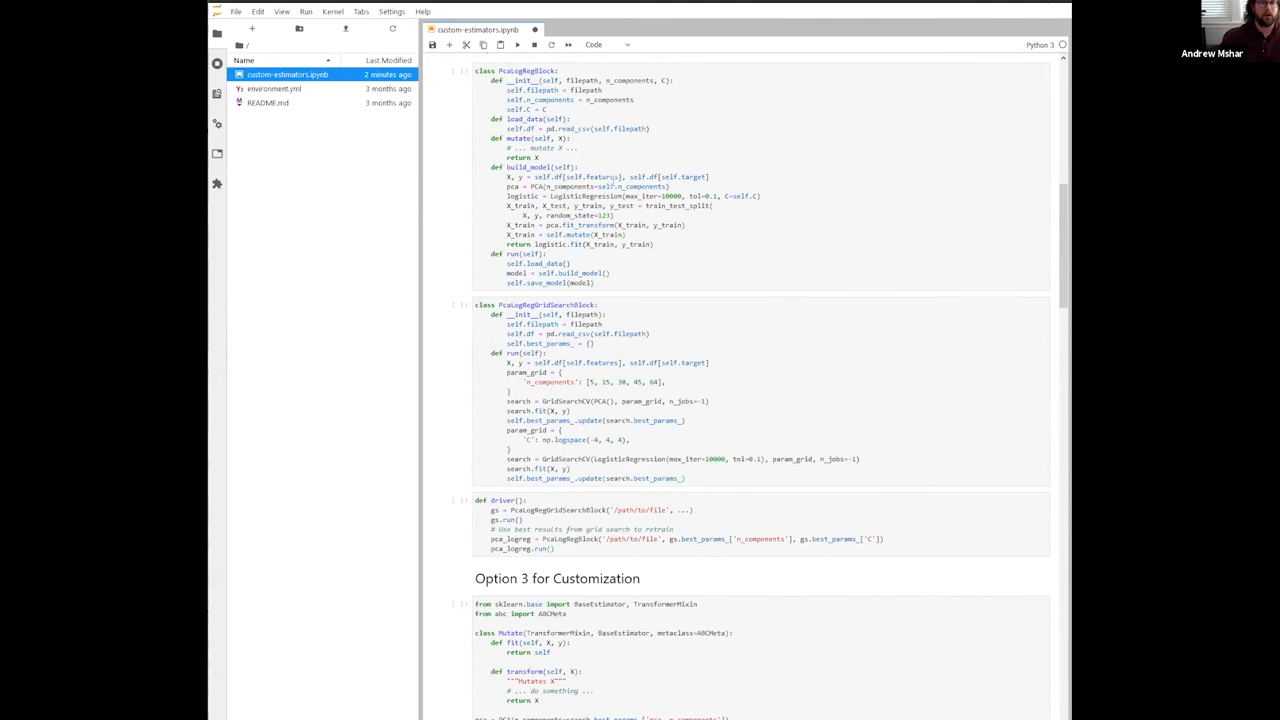 File Edit View Run Kernel Tabs Settings Help
/
Name Last Modified
custom-estimators.ipynb 2 minutes ago
environment.yml 3 months ago
README.md 3 months ago
custom-estimators.ipynb
Code
Python 3
Andrew Mshar
[ ]: class PcaLogRegBlock:
def __init__(self, filepath, n_components, C):
self.filepath = filepath
self.n_components = n_components
self.C = C
def load_data(self):
self.df = pd.read_csv(self.filepath)
def mutate(self, X):
# ... mutate X ...
return X
def build_model(self):
X, y = self.df[self.features], self.df[self.target]
pca = PCA(n_components=self.n_components)
logistic = LogisticRegression(max_iter=10000, tol=0.1, C=self.C)
X_train, X_test, y_train, y_test = train_test_split(
X, y, random_state=123)
X_train = pca.fit_transform(X_train, y_train)
X_train = self.mutate(X_train)
return logistic.fit(X_train, y_train)
def run(self):
self.load_data()
model = self.build_model()
self.save_model(model)
[ ]: class PcaLogRegGridSearchBlock:
def __init__(self, filepath):
self.filepath = filepath
self.df = pd.read_csv(self.filepath)
self.best_params_ = {}
def run(self):
X, y = self.df[self.features], self.df[self.target]
param_grid = {
'n_components': [5, 15, 30, 45, 64],
}
search = GridSearchCV(PCA(), param_grid, n_jobs=-1)
search.fit(X, y)
self.best_params_.update(search.best_params_)
param_grid = {
'C': np.logspace(-4, 4, 4),
}
search = GridSearchCV(LogisticRegression(max_iter=10000, tol=0.1), param_grid, n_jobs=-1)
search.fit(X, y)
self.best_params_.update(search.best_params_)
[ ]: def driver():
gs = PcaLogRegGridSearchBlock('/path/to/file', ...)
gs.run()
# Use best results from grid search to retrain
pca_logreg = PcaLogRegBlock('/path/to/file', gs.best_params_['n_components'], gs.best_params_['C'])
pca_logreg.run()
Option 3 for Customization
[ ]: from sklearn.base import BaseEstimator, TransformerMixin
from abc import ABCMeta
class Mutate(TransformerMixin, BaseEstimator, metaclass=ABCMeta):
def fit(self, X, y):
return self
def transform(self, X):
"""Mutates X"""
# ... do something ...
return X
pca = PCA(n_components=search.best_params_['pca__n_components'])